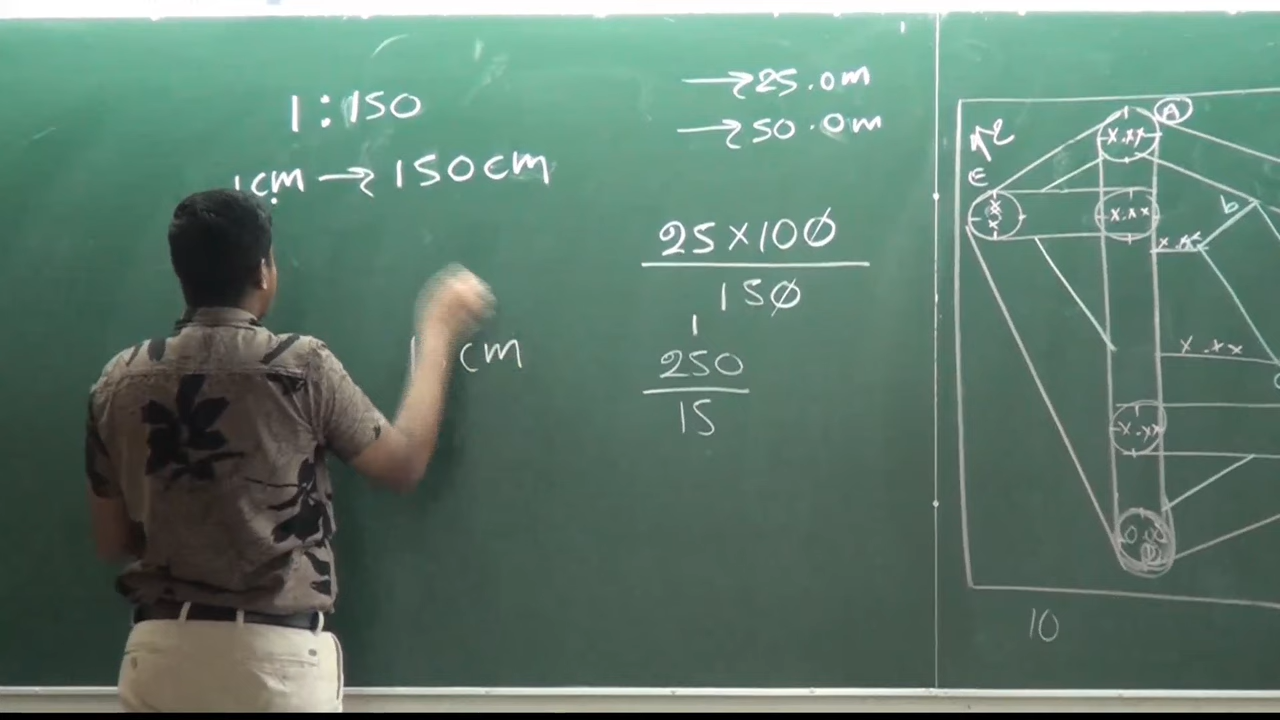 1:150
1cm → 150cm
cm
→ 25.0m
→ 50.0m
25×100
150
1
250
15
A
x.xx
E
x
x
x.xx
b
x.xx
x.xx
10